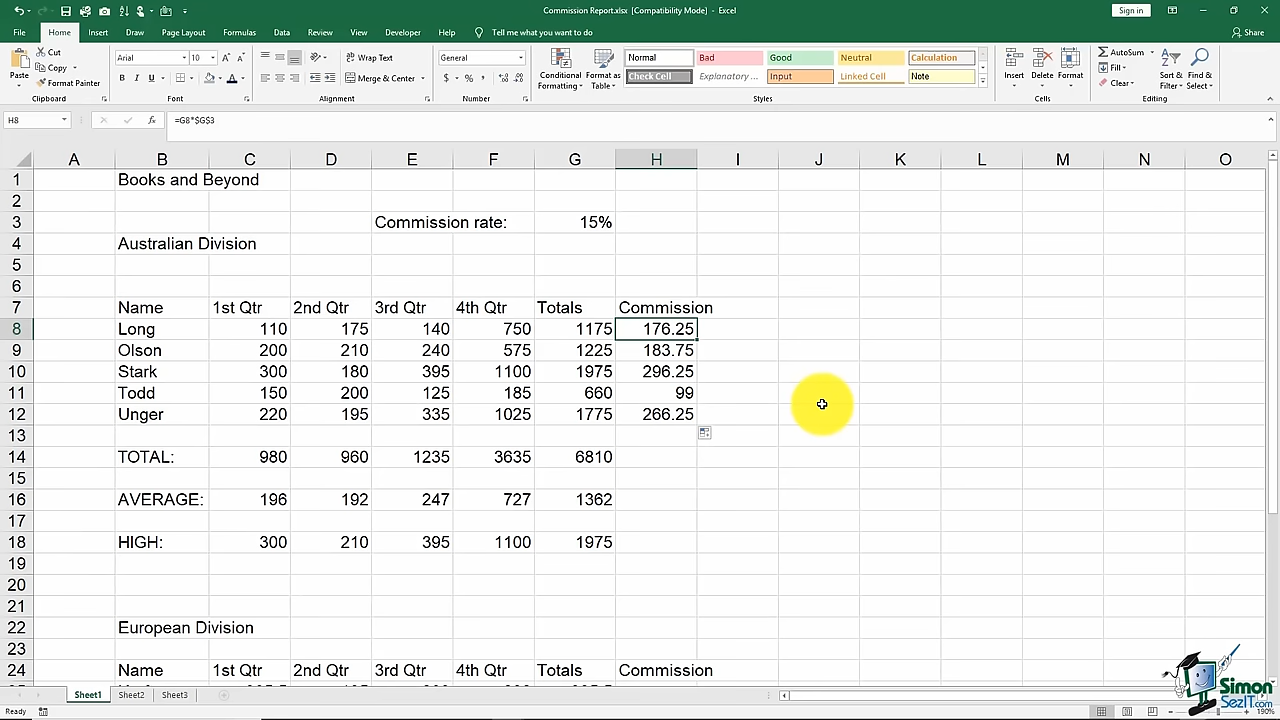 Commission Report.xlsx [Compatibility Mode] - Excel
Sign in
File Home Insert Draw Page Layout Formulas Data Review View Developer Help Tell me what you want to do Share
Paste Cut Copy Format Painter Clipboard
Arial 10 A A B I U A Font
Wrap Text Merge & Center Alignment
General $ % , Number
Conditional Formatting Format as Table
Normal Bad Good Neutral Calculation
Check Cell Explanatory ... Input Linked Cell Note
Styles
Insert Delete Format Cells
AutoSum Fill Clear Sort & Filter Find & Select Editing
H8 fx =G8*$G$3
A B C D E F G H I J K L M N O
1 Books and Beyond
2
3 Commission rate: 15%
4 Australian Division
5
6
7 Name 1st Qtr 2nd Qtr 3rd Qtr 4th Qtr Totals Commission
8 Long 110 175 140 750 1175 176.25
9 Olson 200 210 240 575 1225 183.75
10 Stark 300 180 395 1100 1975 296.25
11 Todd 150 200 125 185 660 99
12 Unger 220 195 335 1025 1775 266.25
13
14 TOTAL: 980 960 1235 3635 6810
15
16 AVERAGE: 196 192 247 727 1362
17
18 HIGH: 300 210 395 1100 1975
19
20
21
22 European Division
23
24 Name 1st Qtr 2nd Qtr 3rd Qtr 4th Qtr Totals Commission
Sheet1 Sheet2 Sheet3
Ready 190%
Simon
SezIT.com